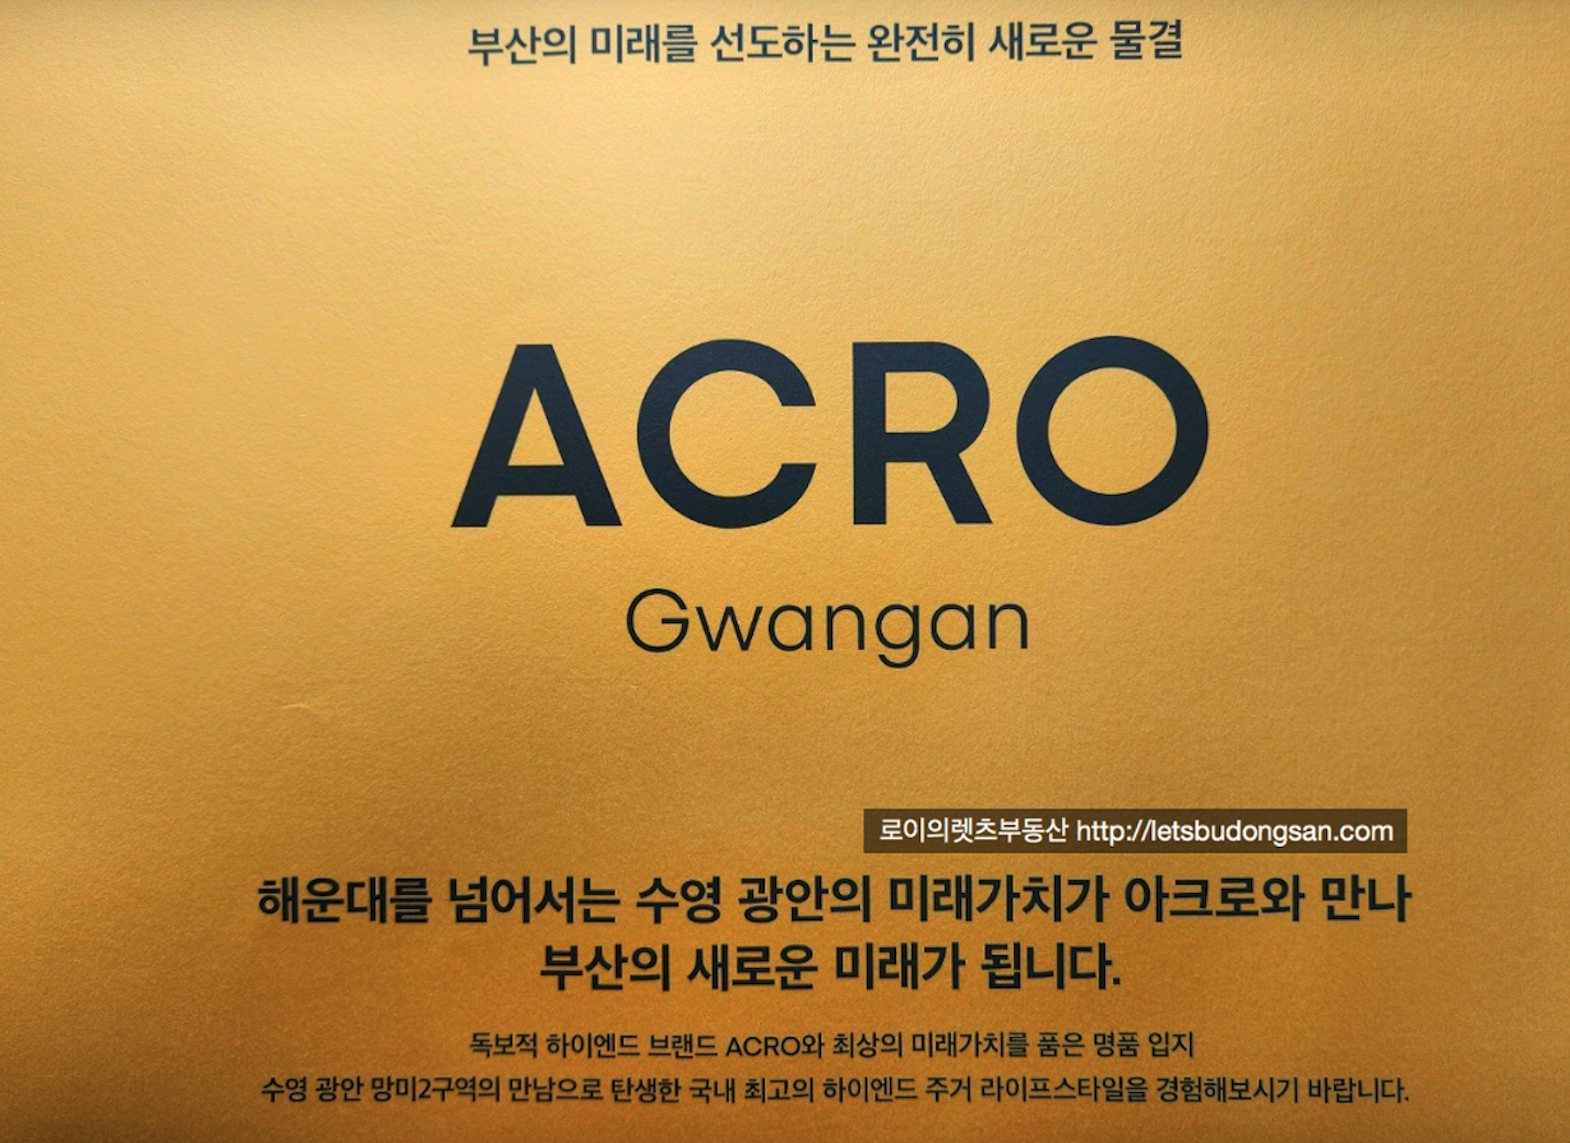 부산의 미래를 선도하는 완전히 새로운 물결
ACRO
Gwangan
로이의렛츠부동산 http://letsbudongsan.com
해운대를 넘어서는 수영 광안의 미래가치가 아크로와 만나
부산의 새로운 미래가 됩니다.
독보적 하이엔드 브랜드 ACRO와 최상의 미래가치를 품은 명품 입지
수영 광안 망미2구역의 만남으로 탄생한 국내 최고의 하이엔드 주거 라이프스타일을 경험해보시기 바랍니다.